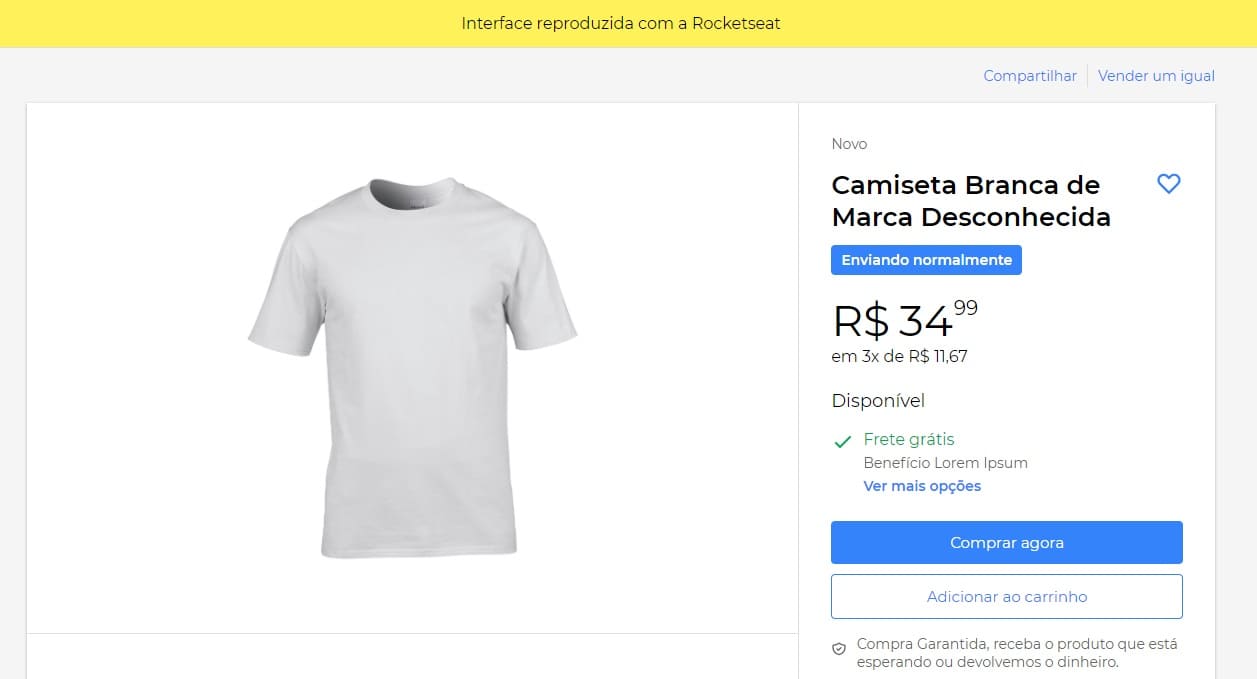 Interface reproduzida com a Rocketseat
Compartilhar
Vender um igual
Novo
Camiseta Branca de
Marca Desconhecida
Enviando normalmente
R$ 34 99
em 3x de R$ 11,67
Disponível
Frete grátis
Benefício Lorem Ipsum
Ver mais opções
Comprar agora
Adicionar ao carrinho
Compra Garantida, receba o produto que está
esperando ou devolvemos o dinheiro.